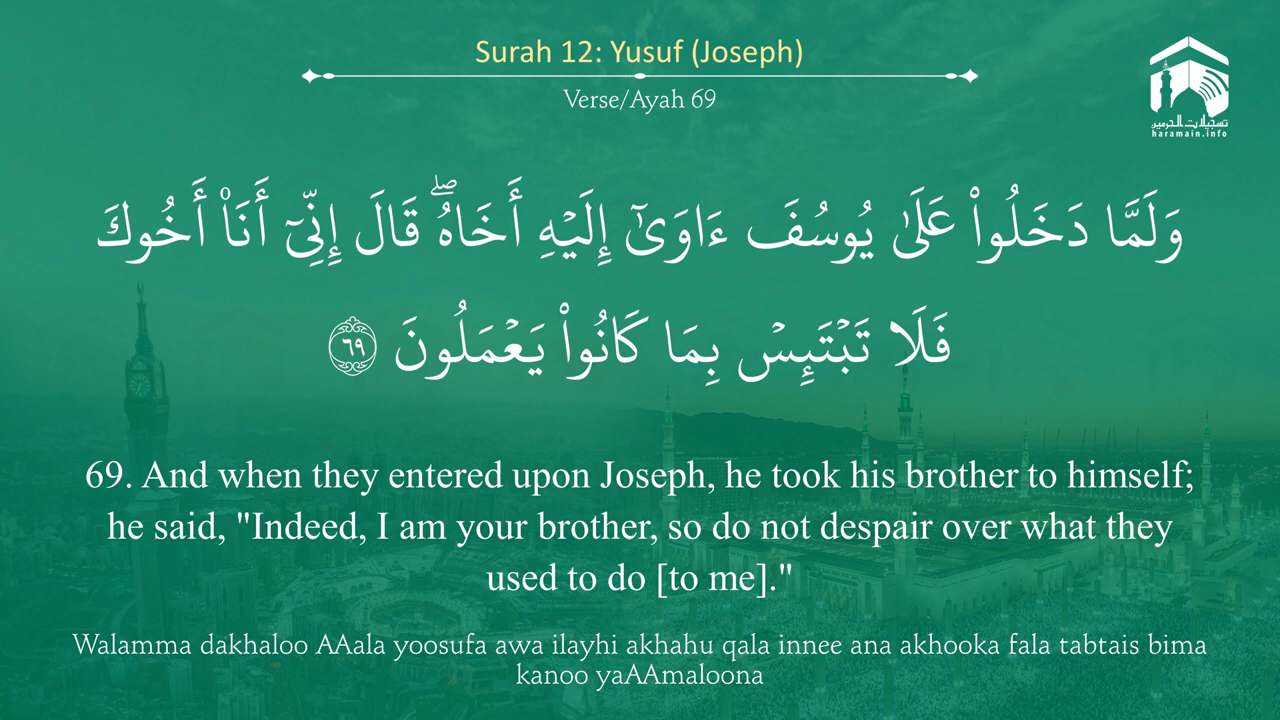 Surah 12: Yusuf (Joseph)
Verse/Ayah 69
تسجيلات الحرمين
haramain.info
وَلَمَّا دَخَلُوا۟ عَلَىٰ يُوسُفَ ءَاوَىٰٓ إِلَيْهِ أَخَاهُ ۖ قَالَ إِنِّىٓ أَنَا۠ أَخُوكَ
فَلَا تَبْتَئِسْ بِمَا كَانُوا۟ يَعْمَلُونَ ٦٩
69. And when they entered upon Joseph, he took his brother to himself;
he said, "Indeed, I am your brother, so do not despair over what they
used to do [to me]."
Walamma dakhaloo AAala yoosufa awa ilayhi akhahu qala innee ana akhooka fala tabtais bima
kanoo yaAAmaloona